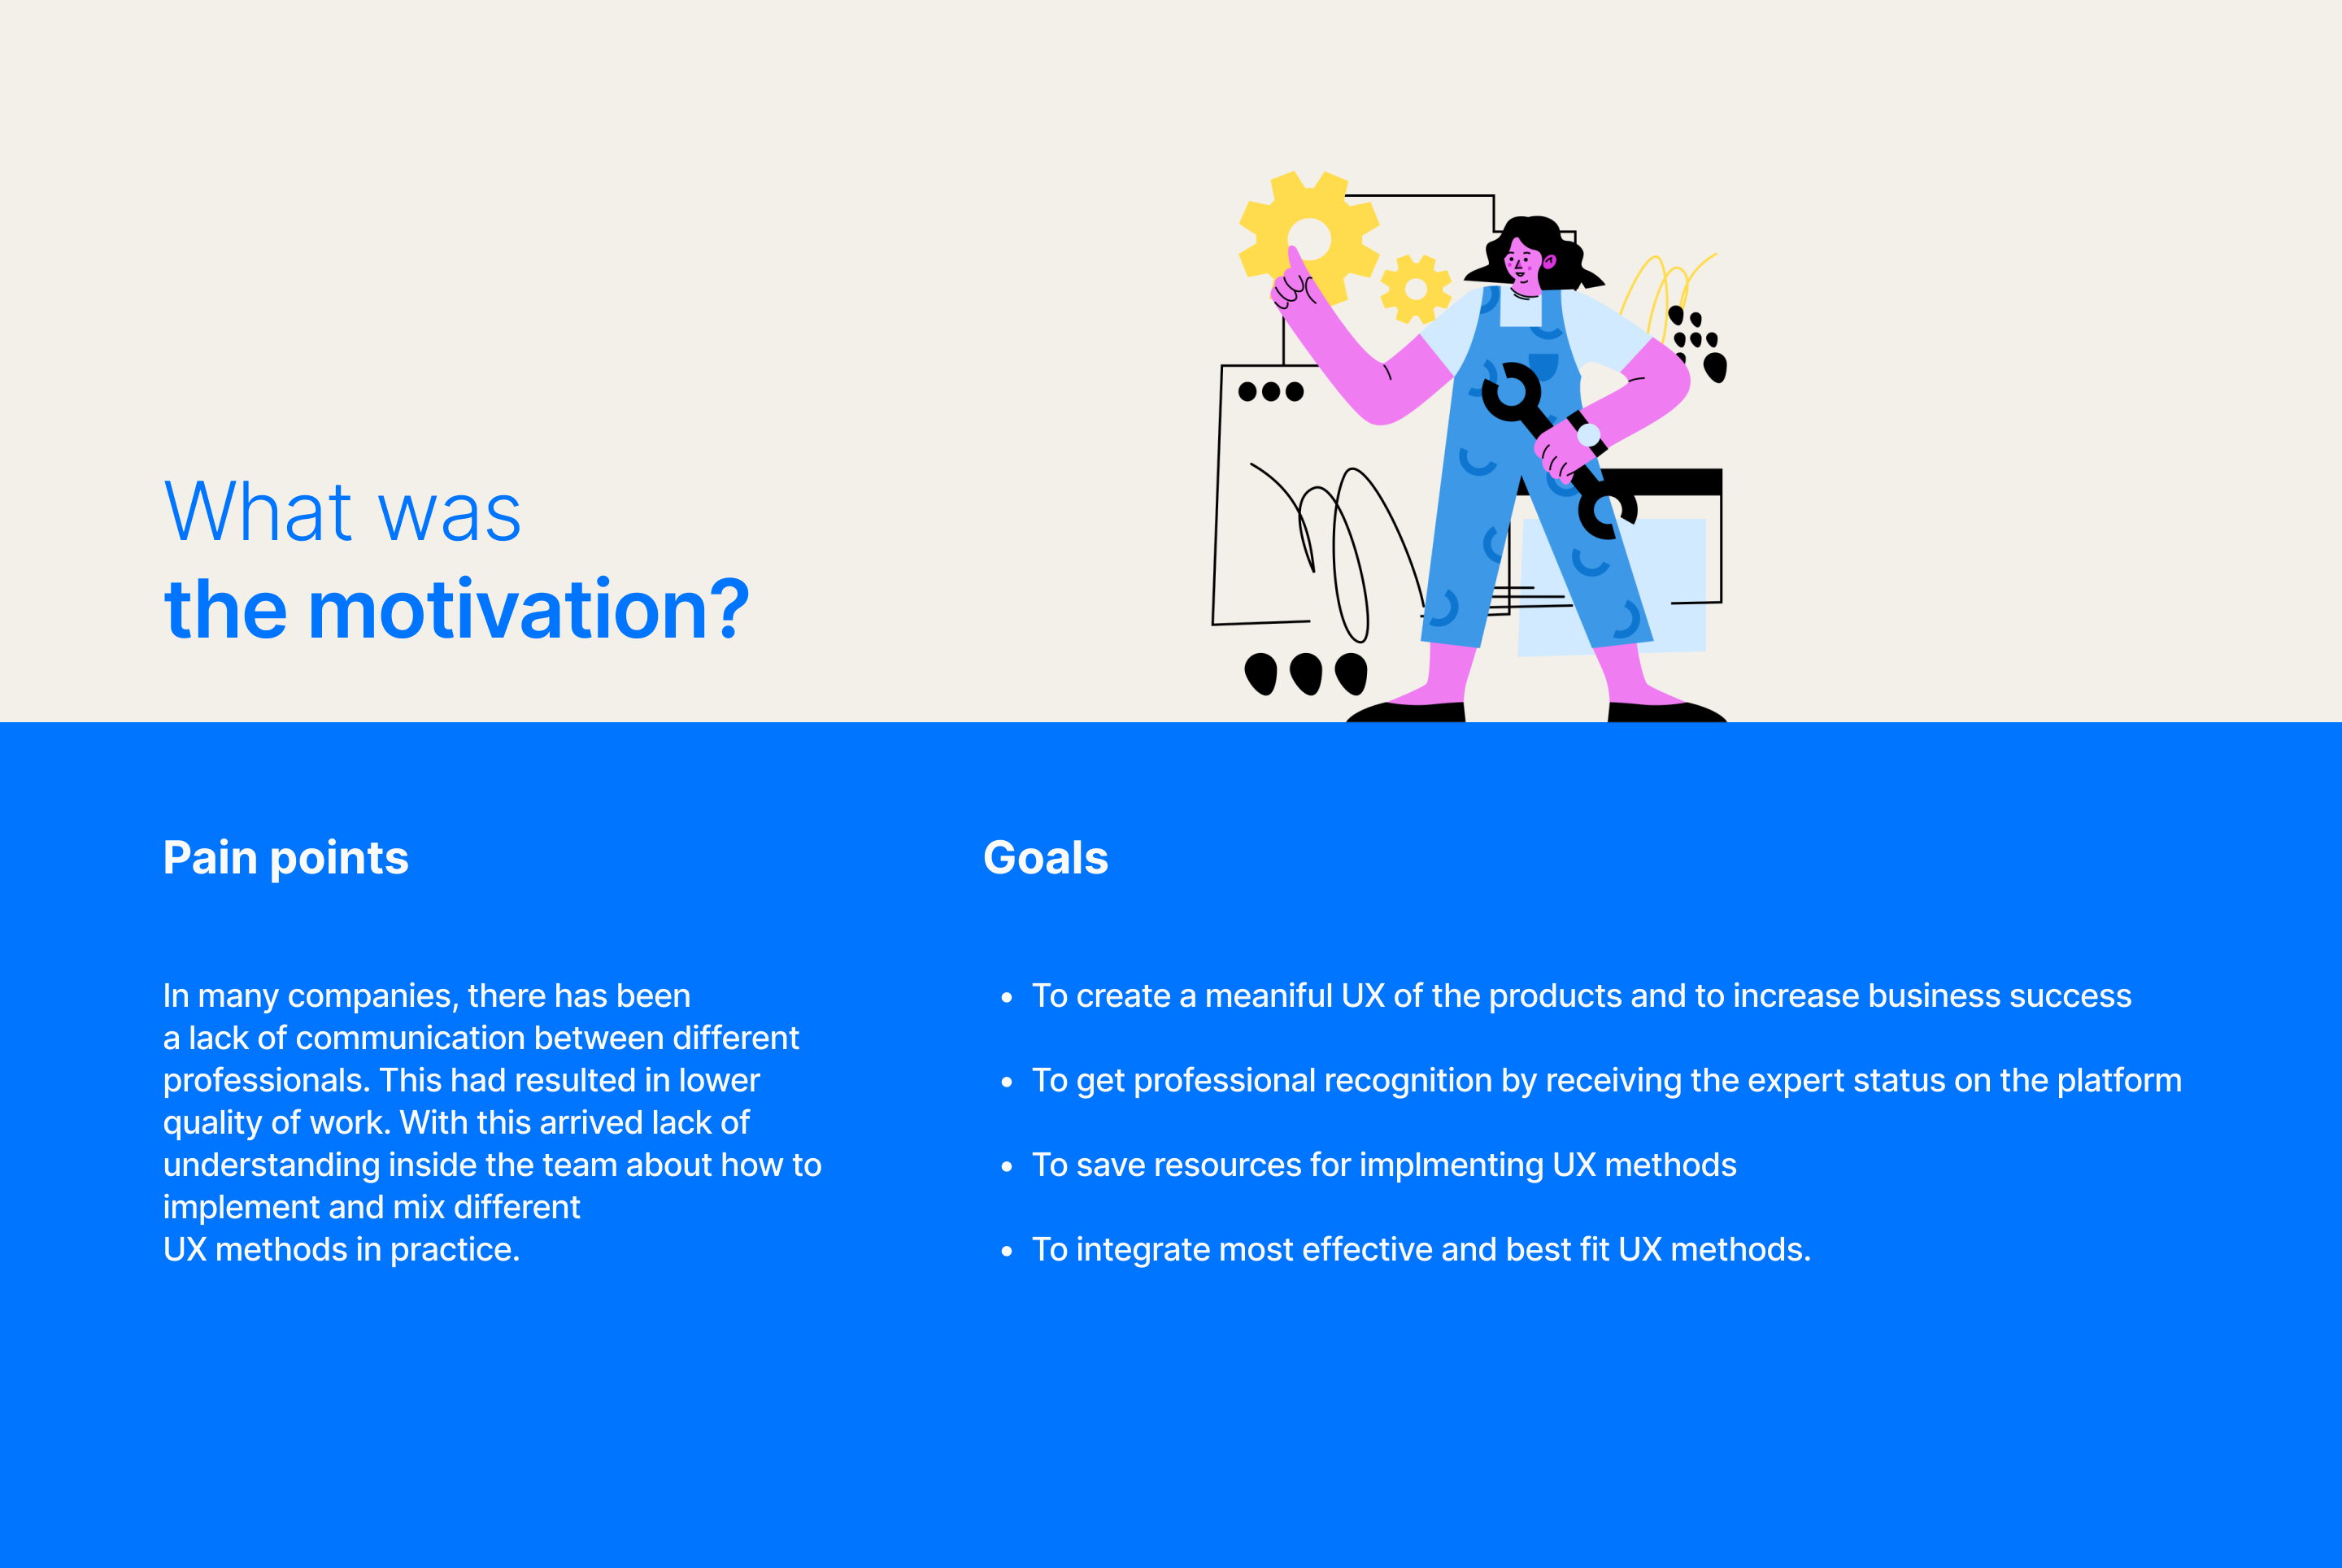 What was
the motivation?
Pain points
In many companies, there has been
a lack of communication between different
professionals. This had resulted in lower
quality of work. With this arrived lack of
understanding inside the team about how to
implement and mix different
UX methods in practice.
Goals
• To create a meaniful UX of the products and to increase business success
• To get professional recognition by receiving the expert status on the platform
• To save resources for implmenting UX methods
• To integrate most effective and best fit UX methods.